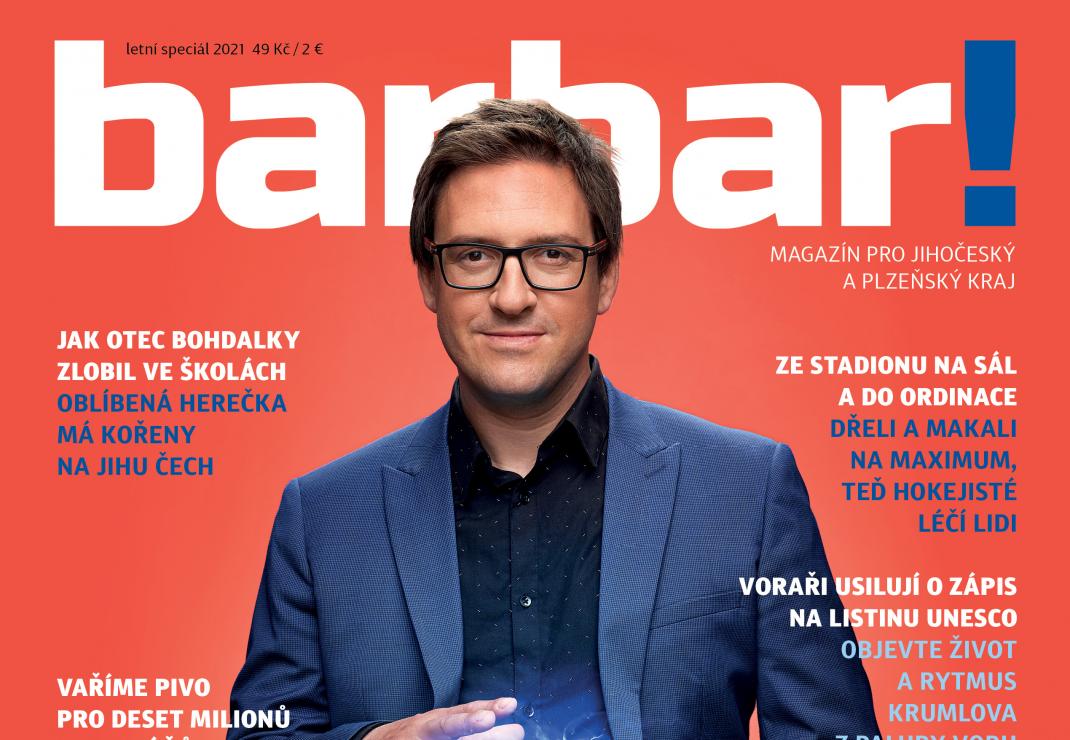 letní speciál 2021 49 Kč / 2 €
barbar!
MAGAZÍN PRO JIHOČESKÝ
A PLZEŇSKÝ KRAJ
JAK OTEC BOHDALKY
ZLOBIL VE ŠKOLÁCH
OBLÍBENÁ HEREČKA
MÁ KOŘENY
NA JIHU ČECH
ZE STADIONU NA SÁL
A DO ORDINACE
DŘELI A MAKALI
NA MAXIMUM,
TEĎ HOKEJISTÉ
LÉČÍ LIDI
VORAŘI USILUJÍ O ZÁPIS
NA LISTINU UNESCO
OBJEVTE ŽIVOT
A RYTMUS
KRUMLOVA
Z PALUBY VORU
VAŘÍME PIVO
PRO DESET MILIONŮ